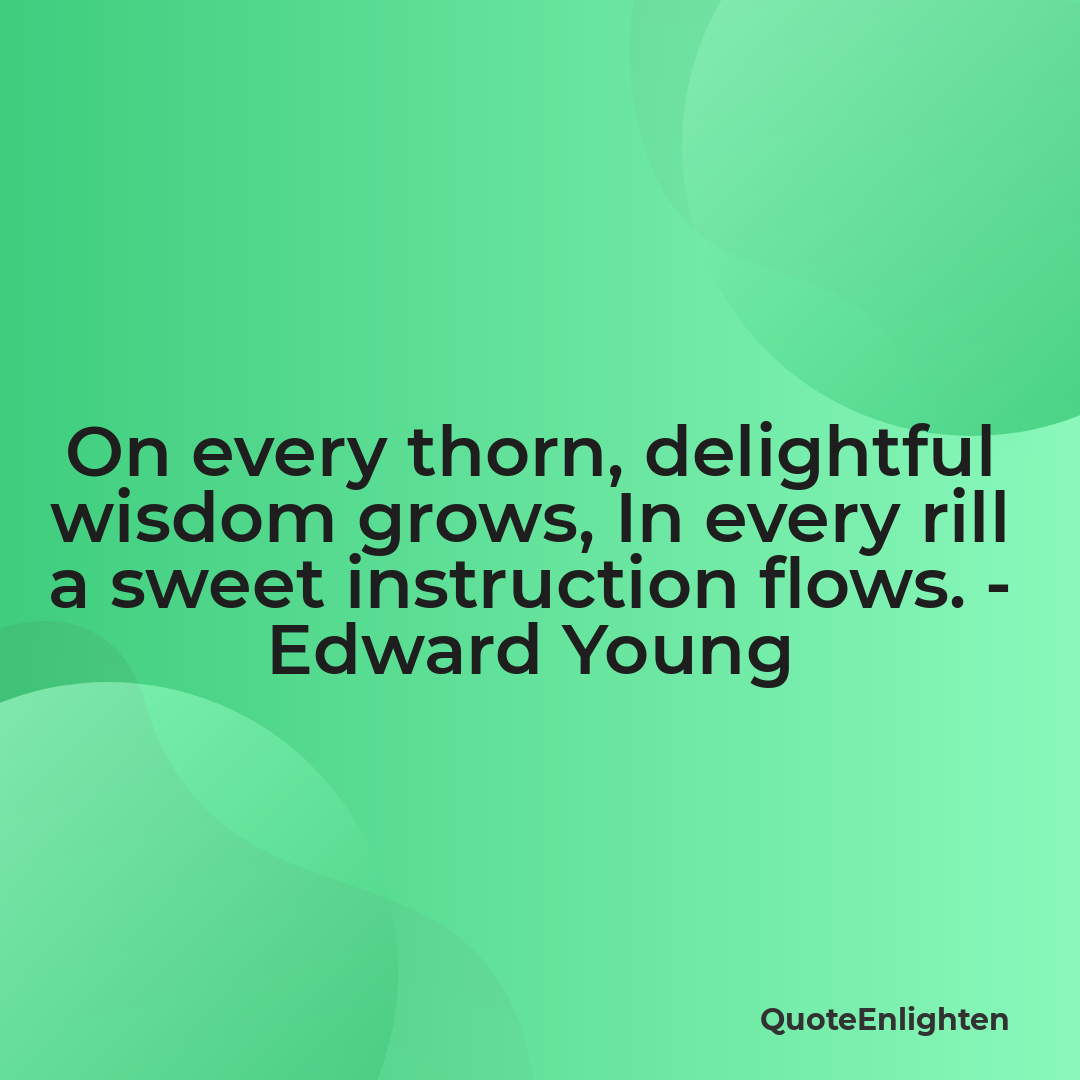 On every thorn, delightful
wisdom grows, In every rill
a sweet instruction flows. -
Edward Young
QuoteEnlighten